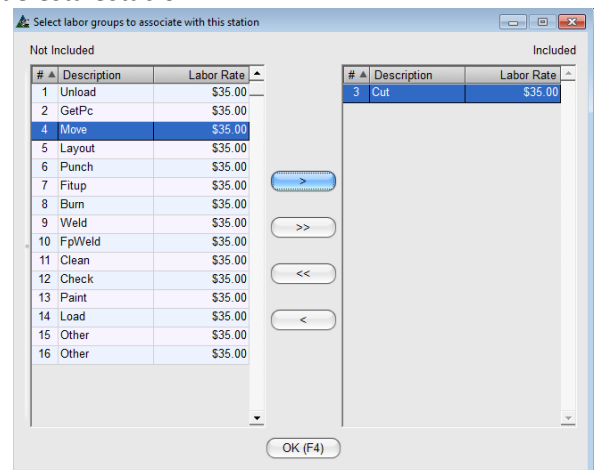 Select labor groups to associate with this station
Not Included Included
# Description Labor Rate # Description Labor Rate
1 Unload $35.00 3 Cut $35.00
2 GetPc $35.00
4 Move $35.00
5 Layout $35.00
6 Punch $35.00
7 Fitup $35.00
>
8 Burn $35.00
9 Weld $35.00
>>
10 FpWeld $35.00
11 Clean $35.00
12 Check $35.00
<<
13 Paint $35.00
14 Load $35.00
<
15 Other $35.00
16 Other $35.00
OK (F4)